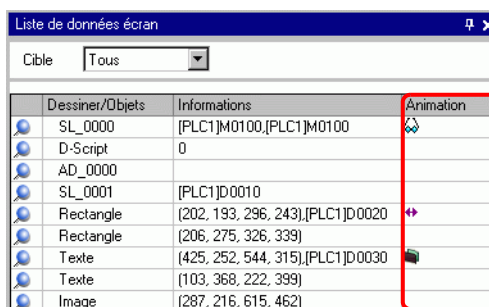 Liste de données écran
Cible Tous
Dessiner/Objets Informations Animation
SL_0000 [PLC1]M0100,[PLC1]M0100
D-Script 0
AD_0000
SL_0001 [PLC1]D0010
Rectangle (202, 193, 296, 243),[PLC1]D0020
Rectangle (206, 275, 326, 339)
Texte (425, 252, 544, 315),[PLC1]D0030
Texte (103, 368, 222, 399)
Image (287, 216, 615, 462)